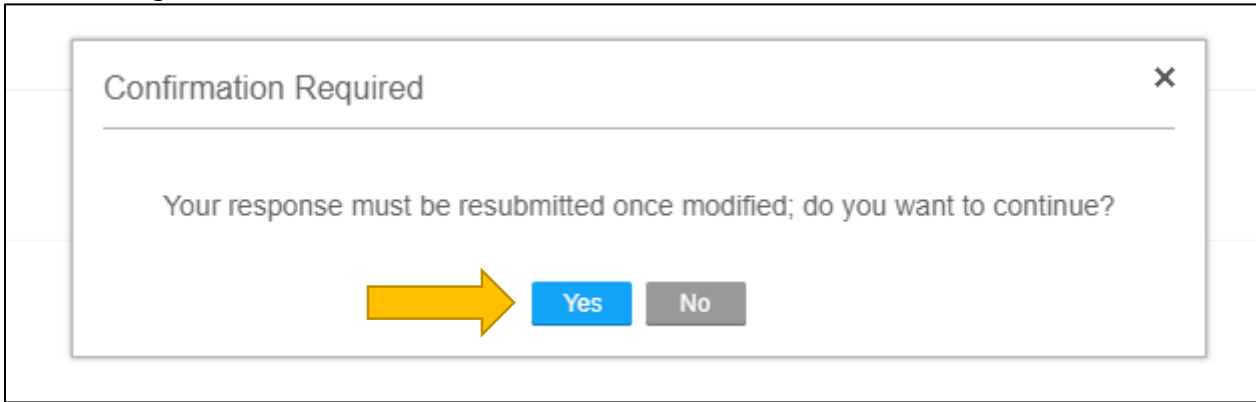 Confirmation Required
Your response must be resubmitted once modified; do you want to continue?
Yes No